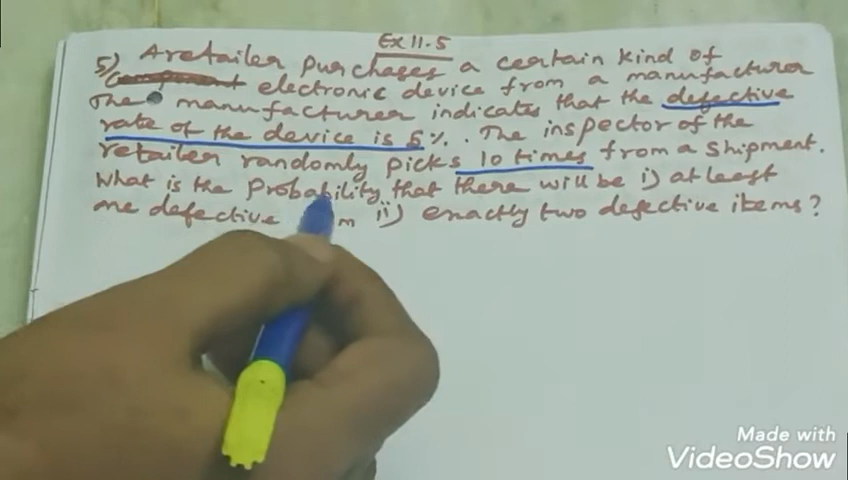 Ex 11.5
5) A retailer purchases a certain kind of
electronic device from a manufacturer
The manufacturer indicates that the defective
rate of the device is 5%. The inspector of the
retailer randomly picks 10 times from a shipment.
What is the probability that there will be i) at least
one defective m ii) exactly two defective items?
Made with
VideoShow